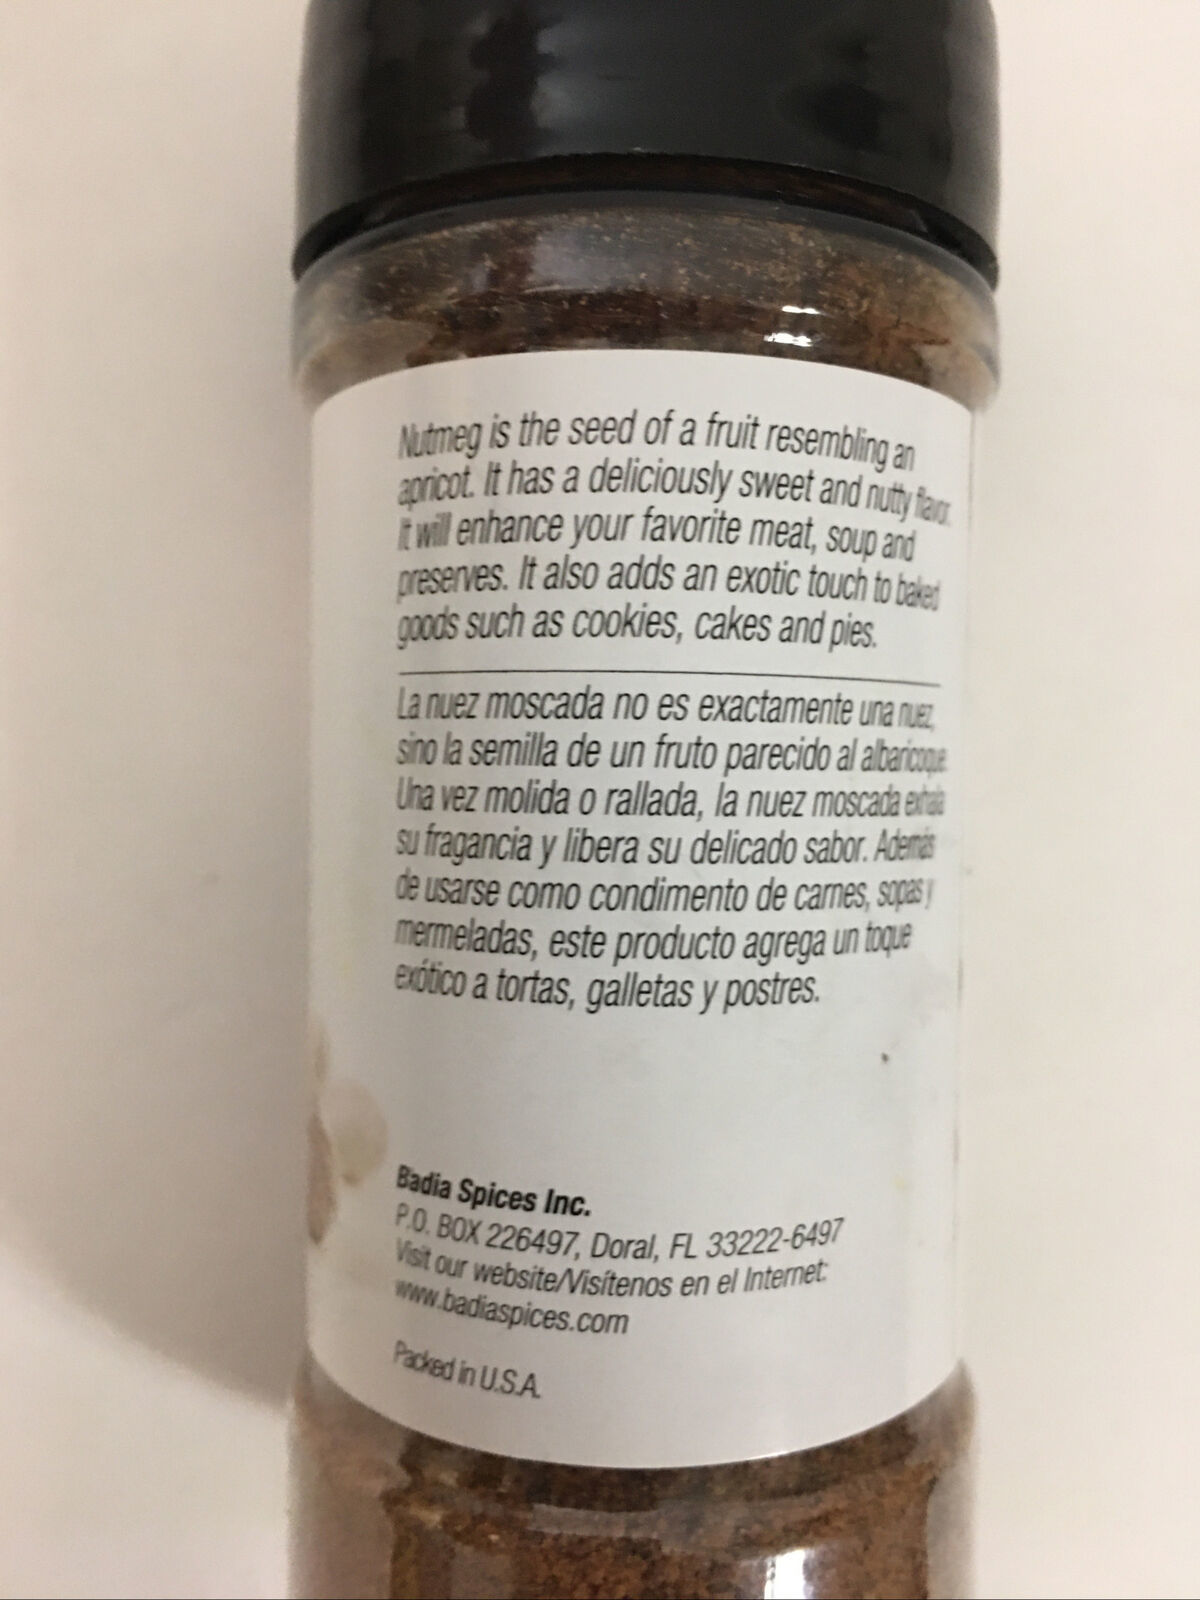 Nutmeg is the seed of a fruit resembling an
apricot. It has a deliciously sweet and nutty flavor.
It will enhance your favorite meat, soup and
preserves. It also adds an exotic touch to baked
goods such as cookies, cakes and pies.
La nuez moscada no es exactamente una nuez,
sino la semilla de un fruto parecido al albaricoque.
Una vez molida o rallada, la nuez moscada exhala
su fragancia y libera su delicado sabor. Además
de usarse como condimento de carnes, sopas y
mermeladas, este producto agrega un toque
exótico a tortas, galletas y postres.
Badia Spices Inc.
P.O. BOX 226497, Doral, FL 33222-6497
Visit our website/Visítenos en el Internet:
www.badiaspices.com
Packed in U.S.A.